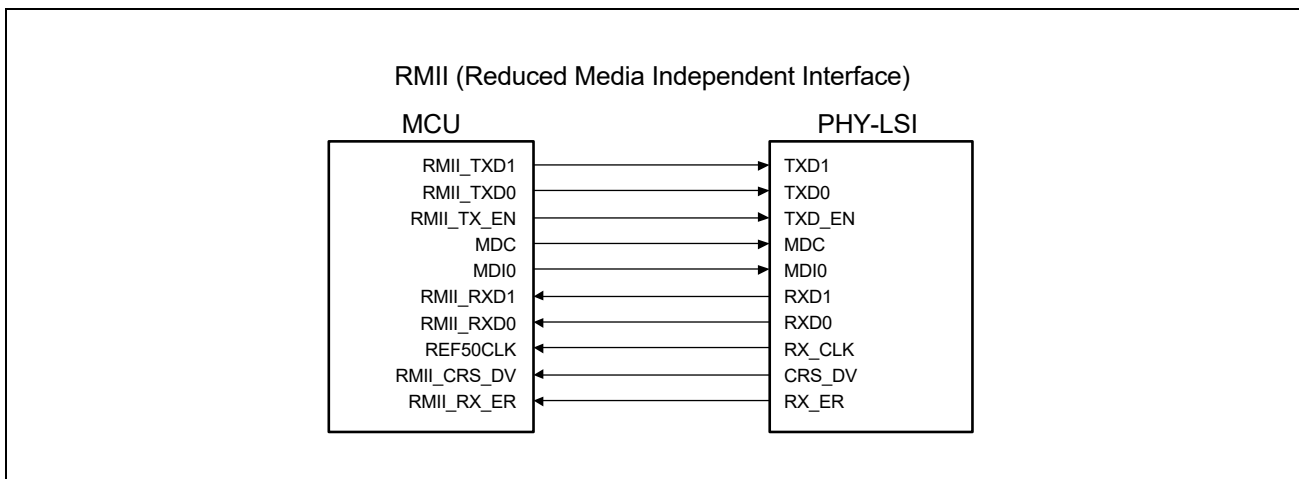 RMII (Reduced Media Independent Interface)
MCU PHY-LSI
RMII_TXD1 TXD1
RMII_TXD0 TXD0
RMII_TX_EN TXD_EN
MDC MDC
MDI0 MDI0
RMII_RXD1 RXD1
RMII_RXD0 RXD0
REF50CLK RX_CLK
RMII_CRS_DV CRS_DV
RMII_RX_ER RX_ER